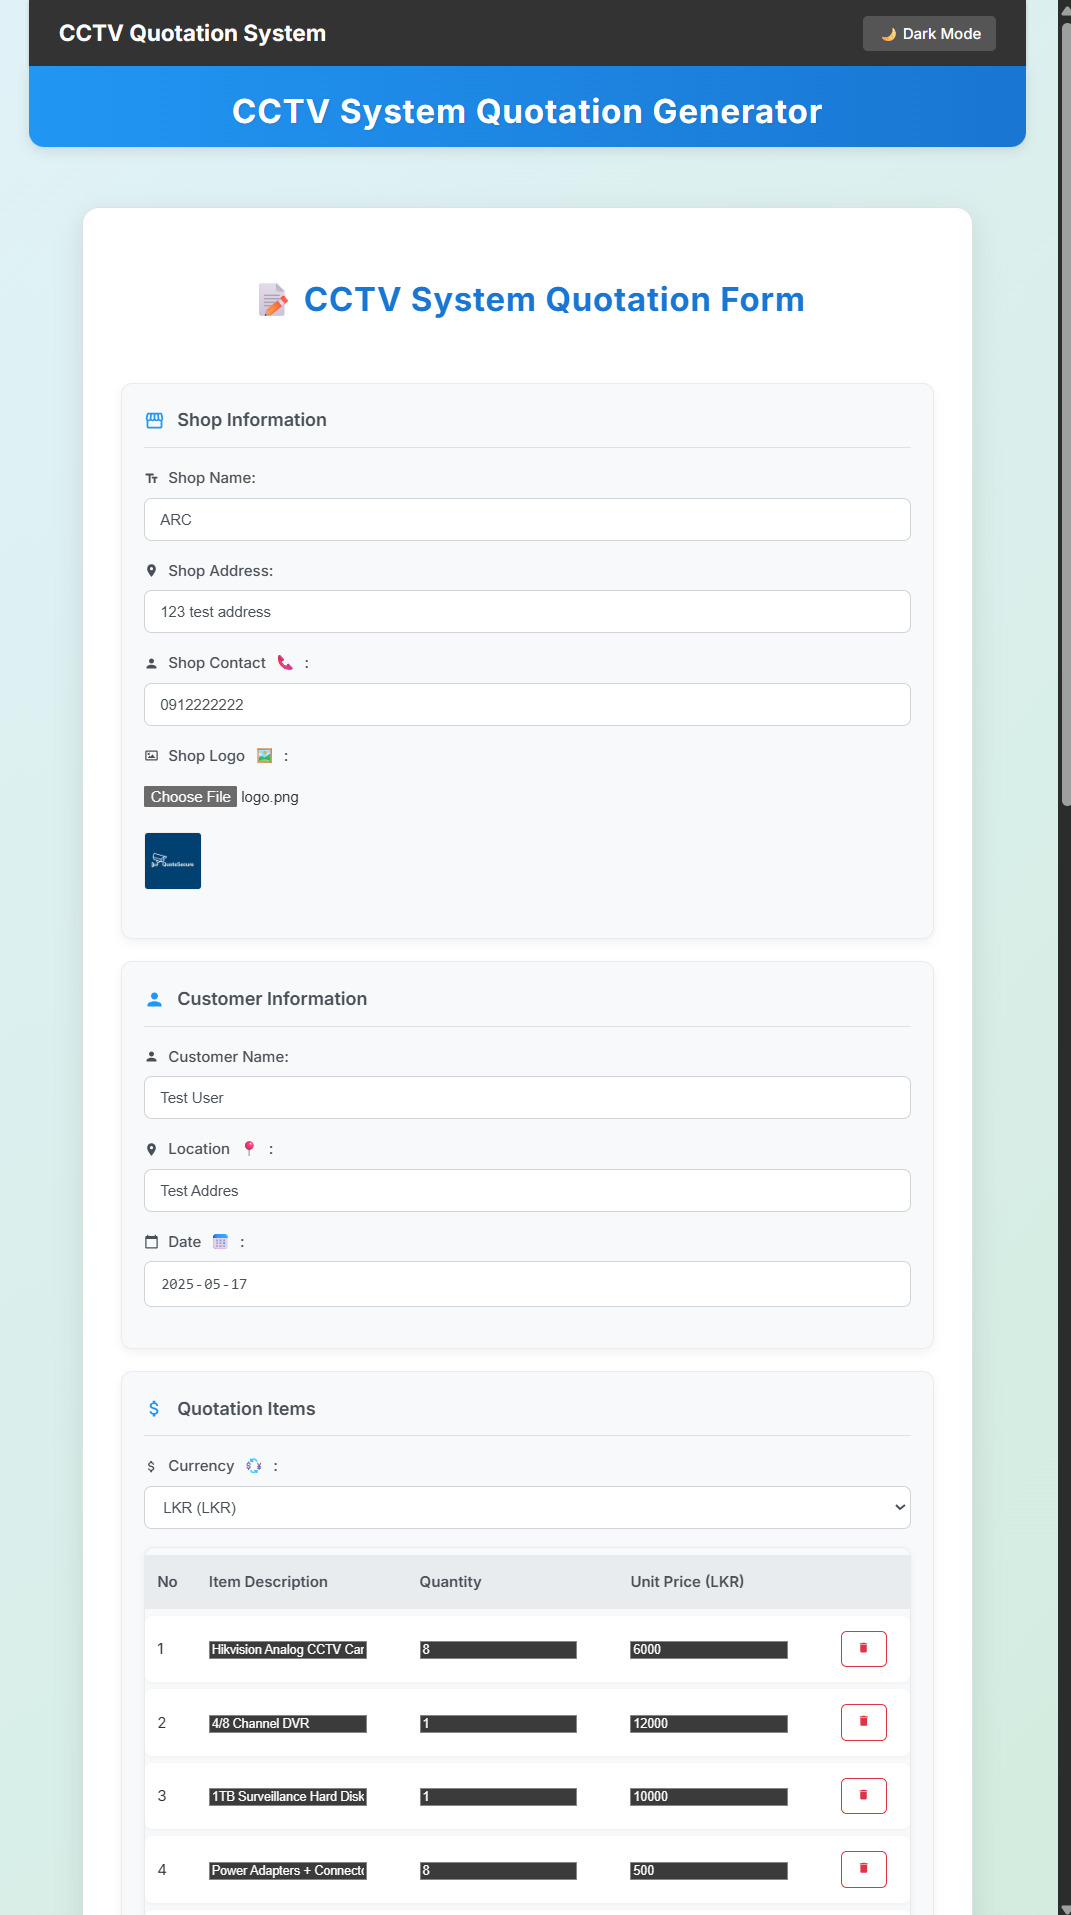 CCTV Quotation System
🌙 Dark Mode
CCTV System Quotation Generator
📝 CCTV System Quotation Form
Shop Information
Shop Name:
ARC
Shop Address:
123 test address
Shop Contact 📞 :
0912222222
Shop Logo 🖼️ :
Choose File logo.png
QuoteSecure
Customer Information
Customer Name:
Test User
Location 📍 :
Test Addres
Date 📅 :
2025-05-17
Quotation Items
Currency 💱 :
LKR (LKR)
No Item Description Quantity Unit Price (LKR)
1 Hikvision Analog CCTV Car 8 6000
2 4/8 Channel DVR 1 12000
3 1TB Surveillance Hard Disk 1 10000
4 Power Adapters + Connecto 8 500